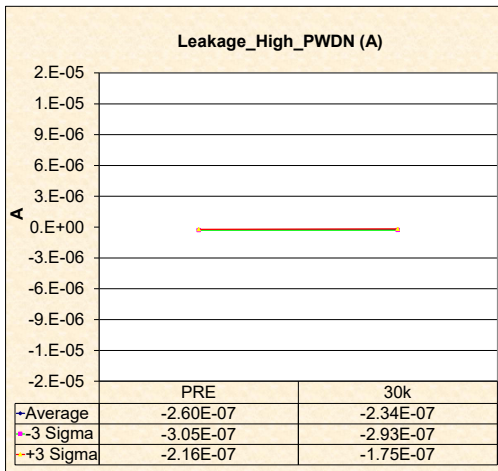 Leakage_High_PWDN (A)
2.E-05
1.E-05
9.E-06
6.E-06
3.E-06
0.E+00
-3.E-06
-6.E-06
-9.E-06
-1.E-05
-2.E-05
A
PRE 30k
Average -2.60E-07 -2.34E-07
-3 Sigma -3.05E-07 -2.93E-07
+3 Sigma -2.16E-07 -1.75E-07